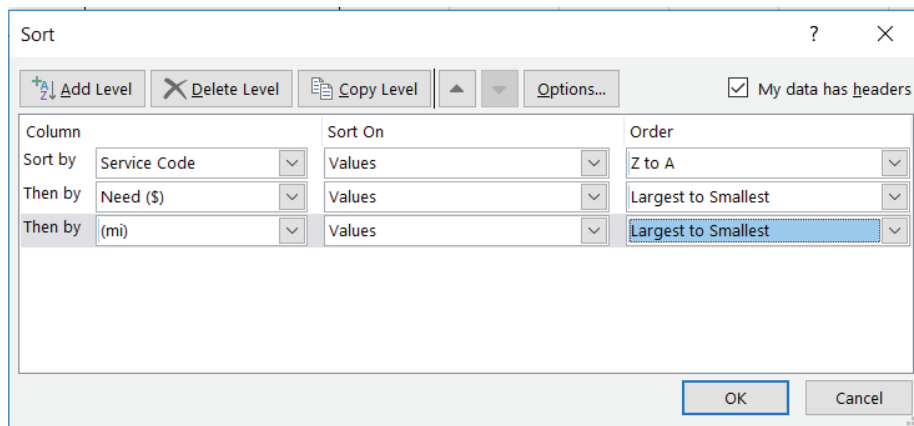 Sort ?
Add Level Delete Level Copy Level Options... My data has headers
Column Sort On Order
Sort by Service Code Values Z to A
Then by Need ($) Values Largest to Smallest
Then by (mi) Values Largest to Smallest
OK Cancel